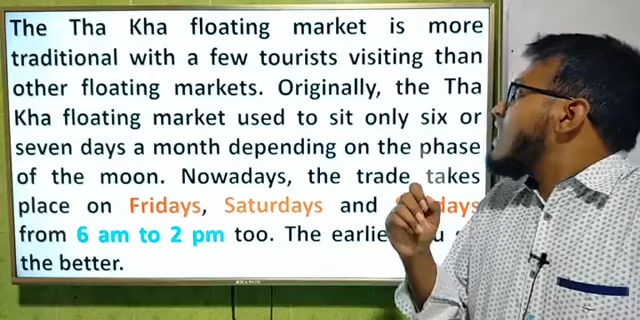 The Tha Kha floating market is more
traditional with a few tourists visiting than
other floating markets. Originally, the Tha
Kha floating market used to sit only six or
seven days a month depending on the phase
of the moon. Nowadays, the trade takes
place on Fridays, Saturdays and
from 6 am to 2 pm too. The
the better.